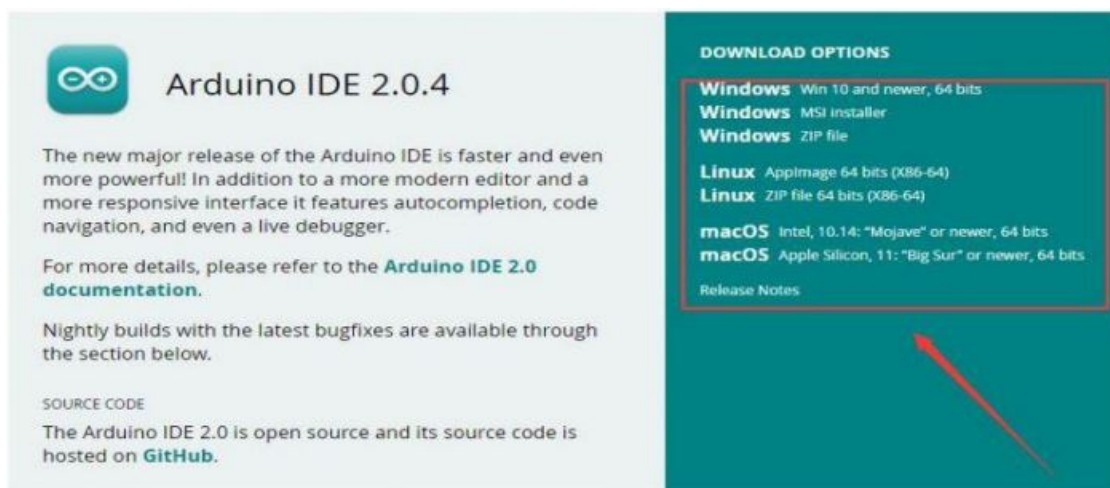 Arduino IDE 2.0.4
The new major release of the Arduino IDE is faster and even
more powerful! In addition to a more modern editor and a
more responsive interface it features autocompletion, code
navigation, and even a live debugger.
For more details, please refer to the Arduino IDE 2.0
documentation.
Nightly builds with the latest bugfixes are available through
the section below.
SOURCE CODE
The Arduino IDE 2.0 is open source and its source code is
hosted on GitHub.
DOWNLOAD OPTIONS
Windows Win 10 and newer, 64 bits
Windows MSI installer
Windows ZIP file
Linux AppImage 64 bits (X86-64)
Linux ZIP file 64 bits (X86-64)
macOS Intel, 10.14: "Mojave" or newer, 64 bits
macOS Apple Silicon, 11: "Big Sur" or newer, 64 bits
Release Notes